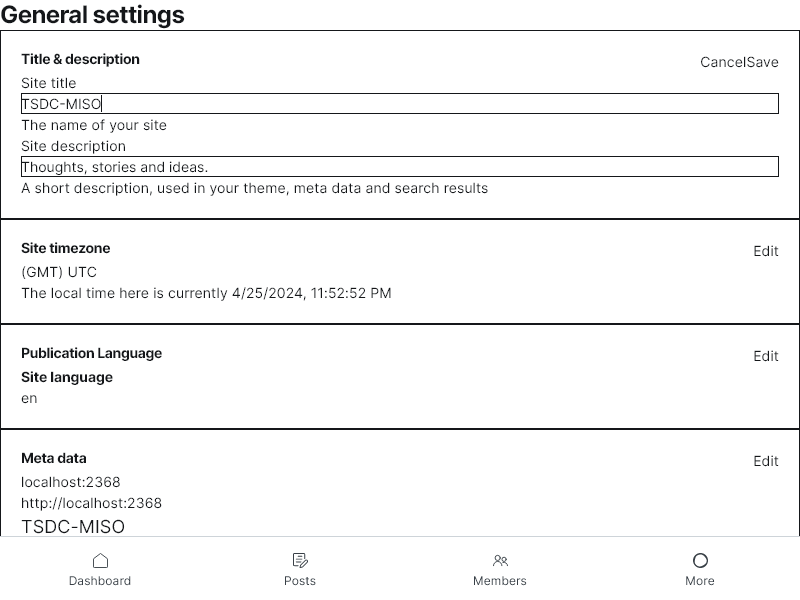 General settings
Title & description
CancelSave
Site title
TSDC-MISO
The name of your site
Site description
Thoughts, stories and ideas.
A short description, used in your theme, meta data and search results
Site timezone
Edit
(GMT) UTC
The local time here is currently 4/25/2024, 11:52:52 PM
Publication Language
Edit
Site language
en
Meta data
Edit
localhost:2368
http://localhost:2368
TSDC-MISO
Dashboard
Posts
Members
More